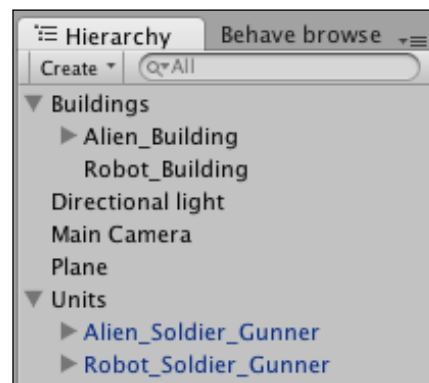 Hierarchy Behave browse
Create All
Buildings
Alien_Building
Robot_Building
Directional light
Main Camera
Plane
Units
Alien_Soldier_Gunner
Robot_Soldier_Gunner